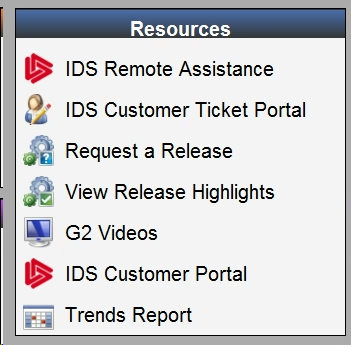 Resources
IDS Remote Assistance
IDS Customer Ticket Portal
Request a Release
View Release Highlights
G2 Videos
IDS Customer Portal
Trends Report